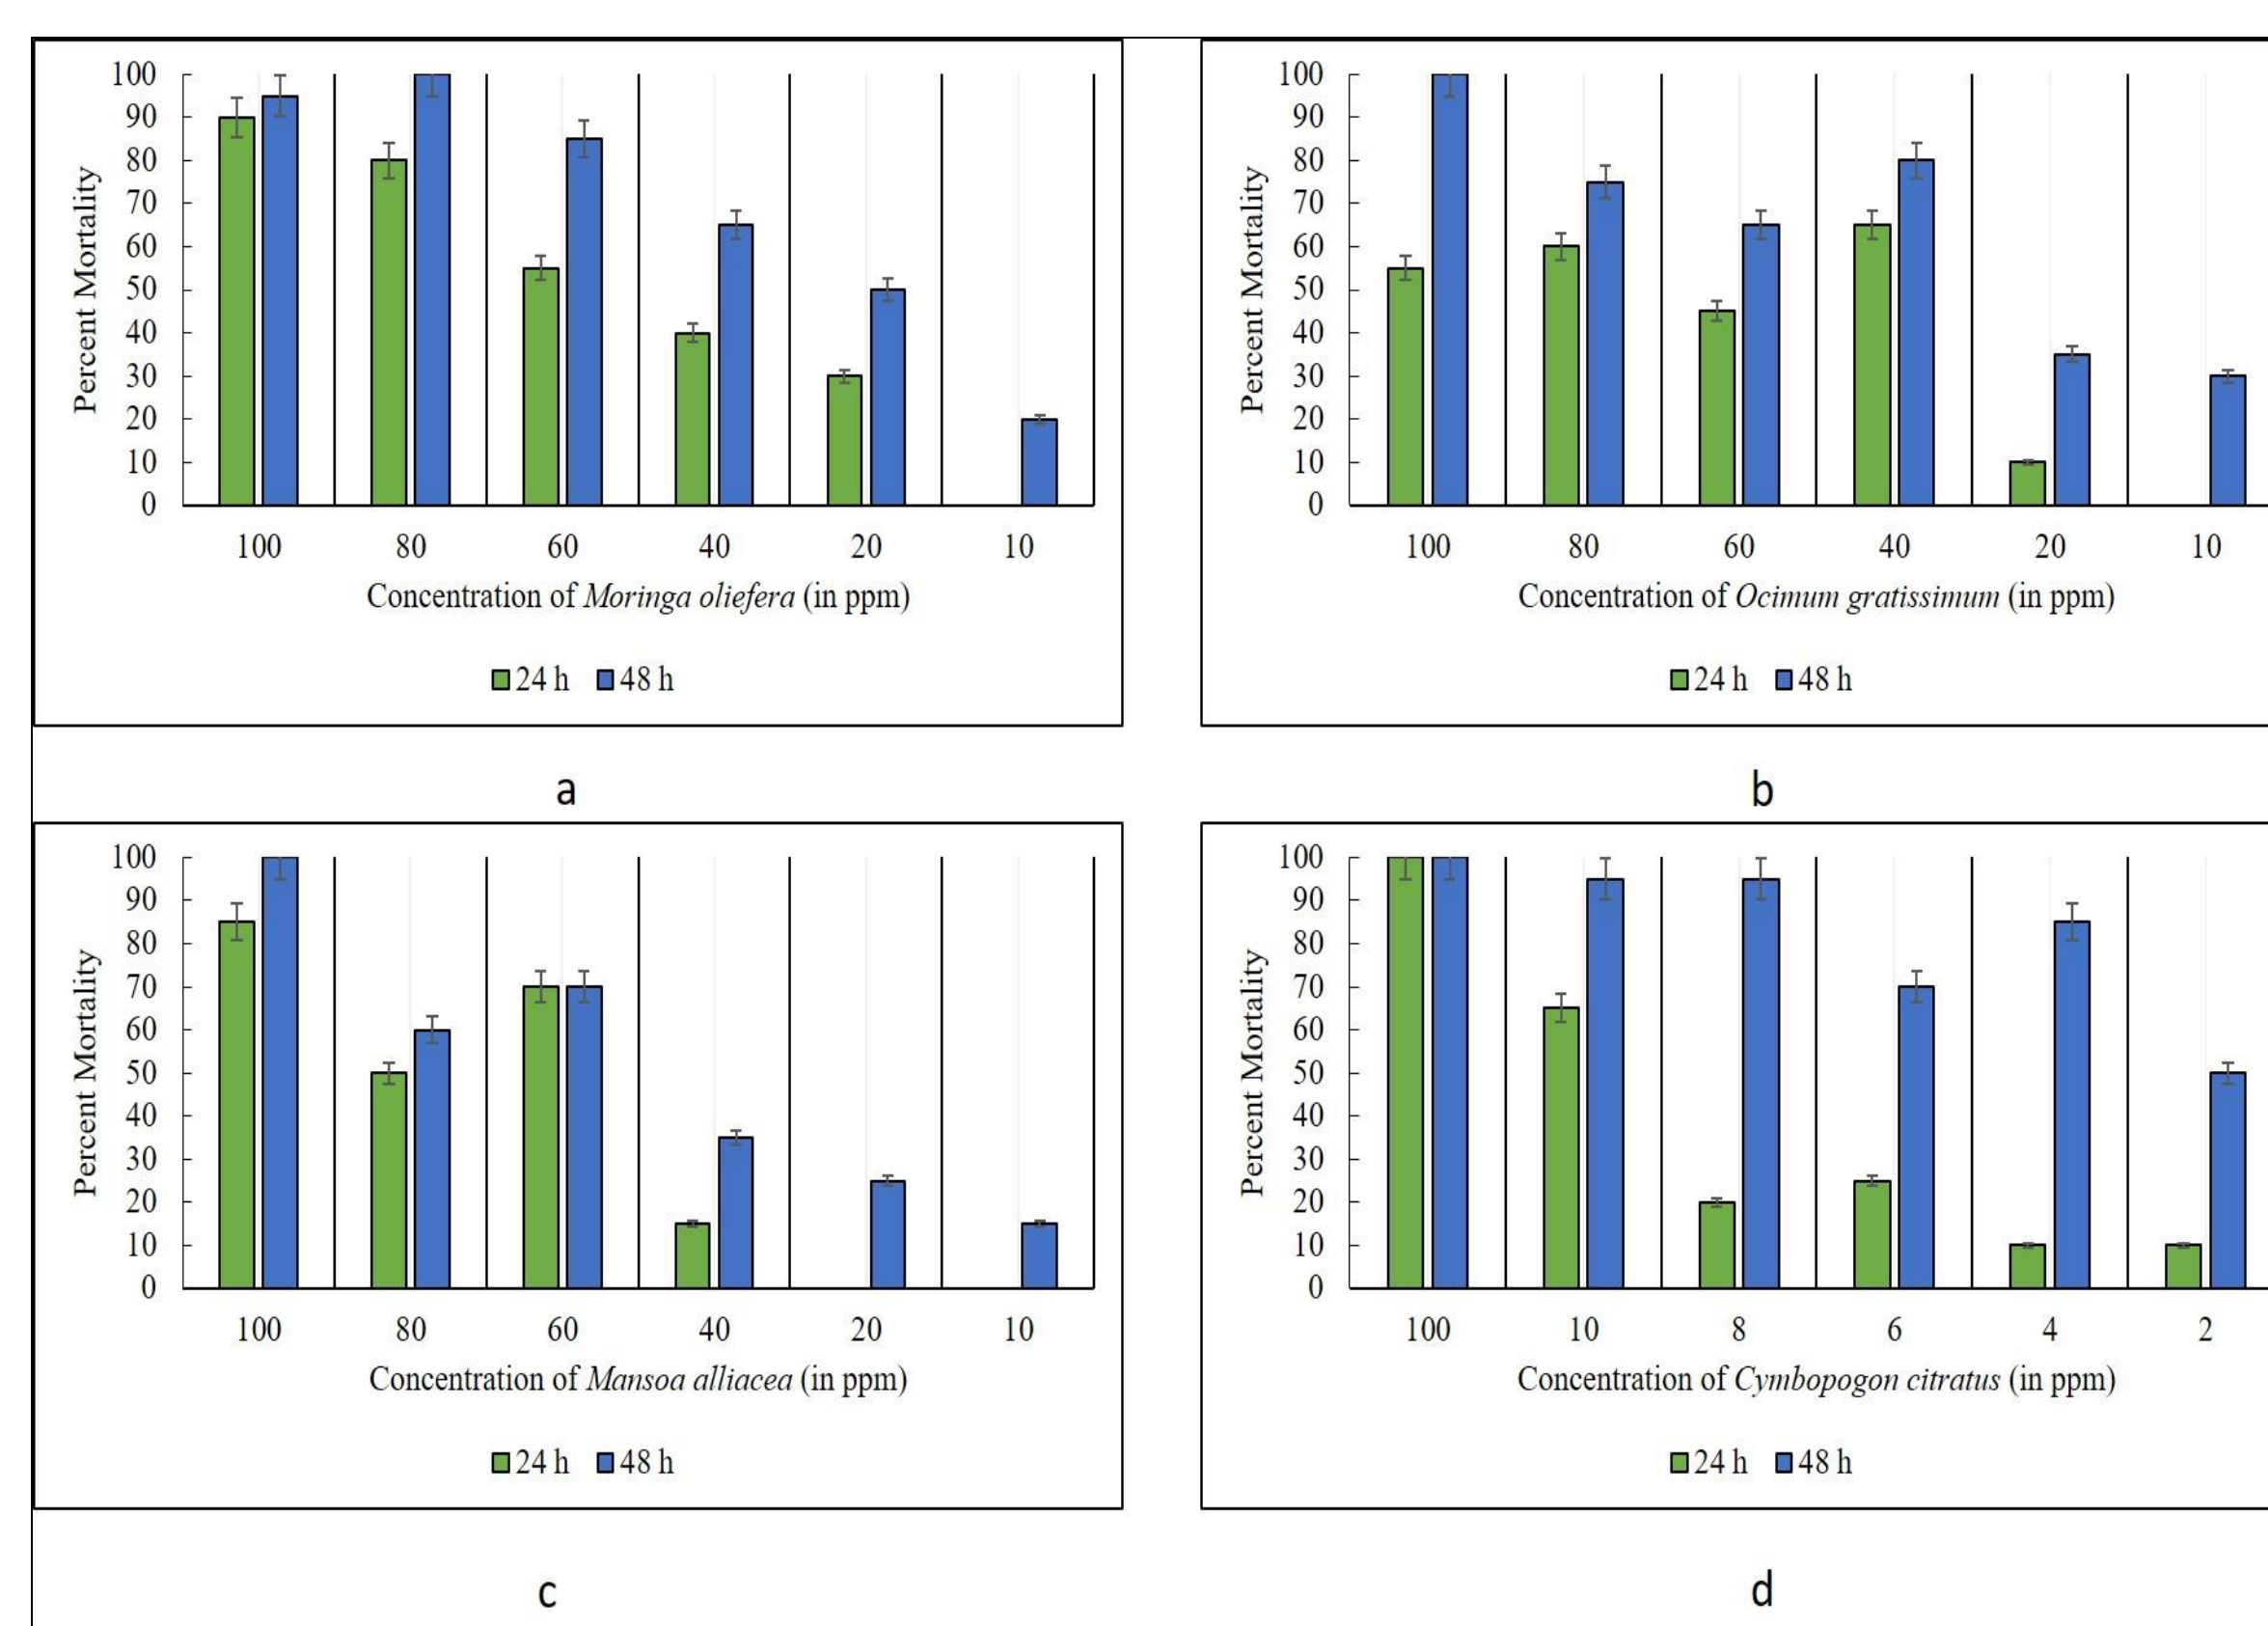 Percent Mortality
100
90
80
70
60
50
40
30
20
10
0
100 80 60 40 20 10
Concentration of Moringa oliefera (in ppm)
24 h 48 h
a
Percent Mortality
100
90
80
70
60
50
40
30
20
10
0
100 80 60 40 20 10
Concentration of Ocimum gratissimum (in ppm)
24 h 48 h
b
Percent Mortality
100
90
80
70
60
50
40
30
20
10
0
100 80 60 40 20 10
Concentration of Mansoa alliacea (in ppm)
24 h 48 h
c
Percent Mortality
100
90
80
70
60
50
40
30
20
10
0
100 10 8 6 4 2
Concentration of Cymbopogon citratus (in ppm)
24 h 48 h
d